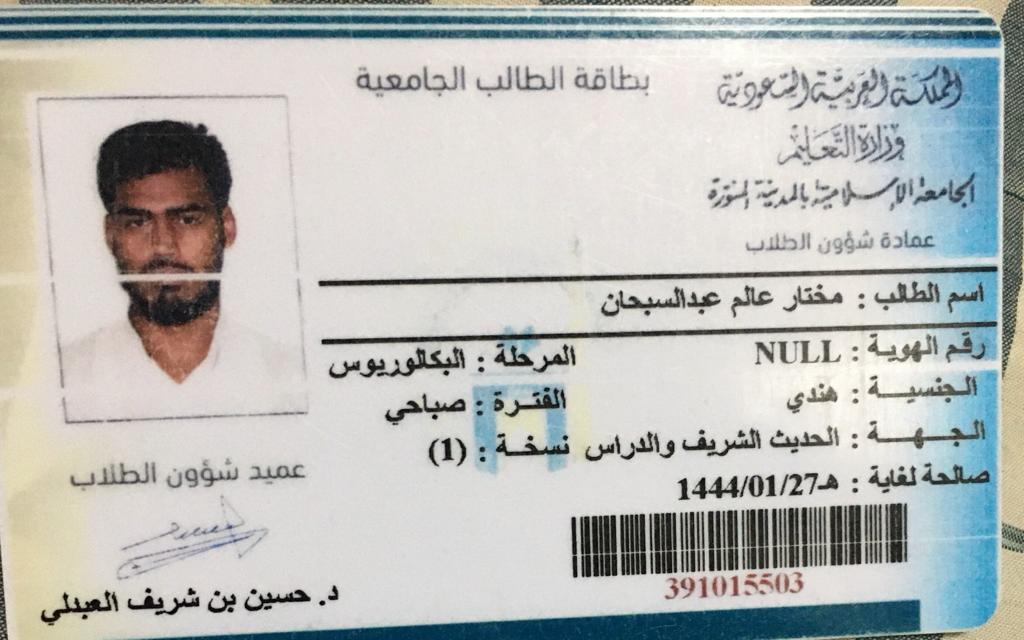 بطاقة الطالب الجامعية
المملكة العربية السعودية
وزارة التعليم
الجامعة الإسلامية بالمدينة المنورة
عمادة شؤون الطلاب
اسم الطالب : مختار عالم عبدالسبحان
رقم الهوية : NULL المرحلة : البكالوريوس
الجنسية : هندي الفترة : صباحي
الجهة : الحديث الشريف والدراس نسخة : (1)
صالحة لغاية : 1444/01/27هـ
391015503
عميد شؤون الطلاب
د. حسين بن شريف العبدلي